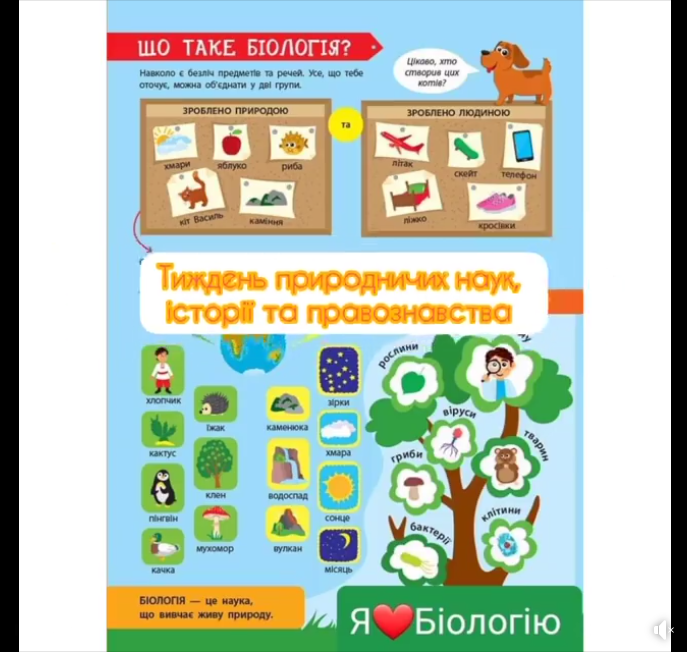 ЩО ТАКЕ БІОЛОГІЯ?
Навколо є безліч предметів та речей. Усе, що тебе
оточує, можна об'єднати у дві групи.
Цікаво, хто
створив цих
котів?
ЗРОБЛЕНО ПРИРОДОЮ
та
ЗРОБЛЕНО ЛЮДИНОЮ
хмари
яблуко
риба
кіт Василь
каміння
літак
скейт
телефон
ліжко
кросівки
Тиждень природничих наук,
історії та правознавства
хлопчик
їжак
кактус
клен
пінгвін
мухомор
качка
каменюка
зірки
хмара
водоспад
сонце
вулкан
місяць
рослини
віруси
тварин
гриби
клітини
бактерії
БІОЛОГІЯ — це наука,
що вивчає живу природу.
Я❤Біологію